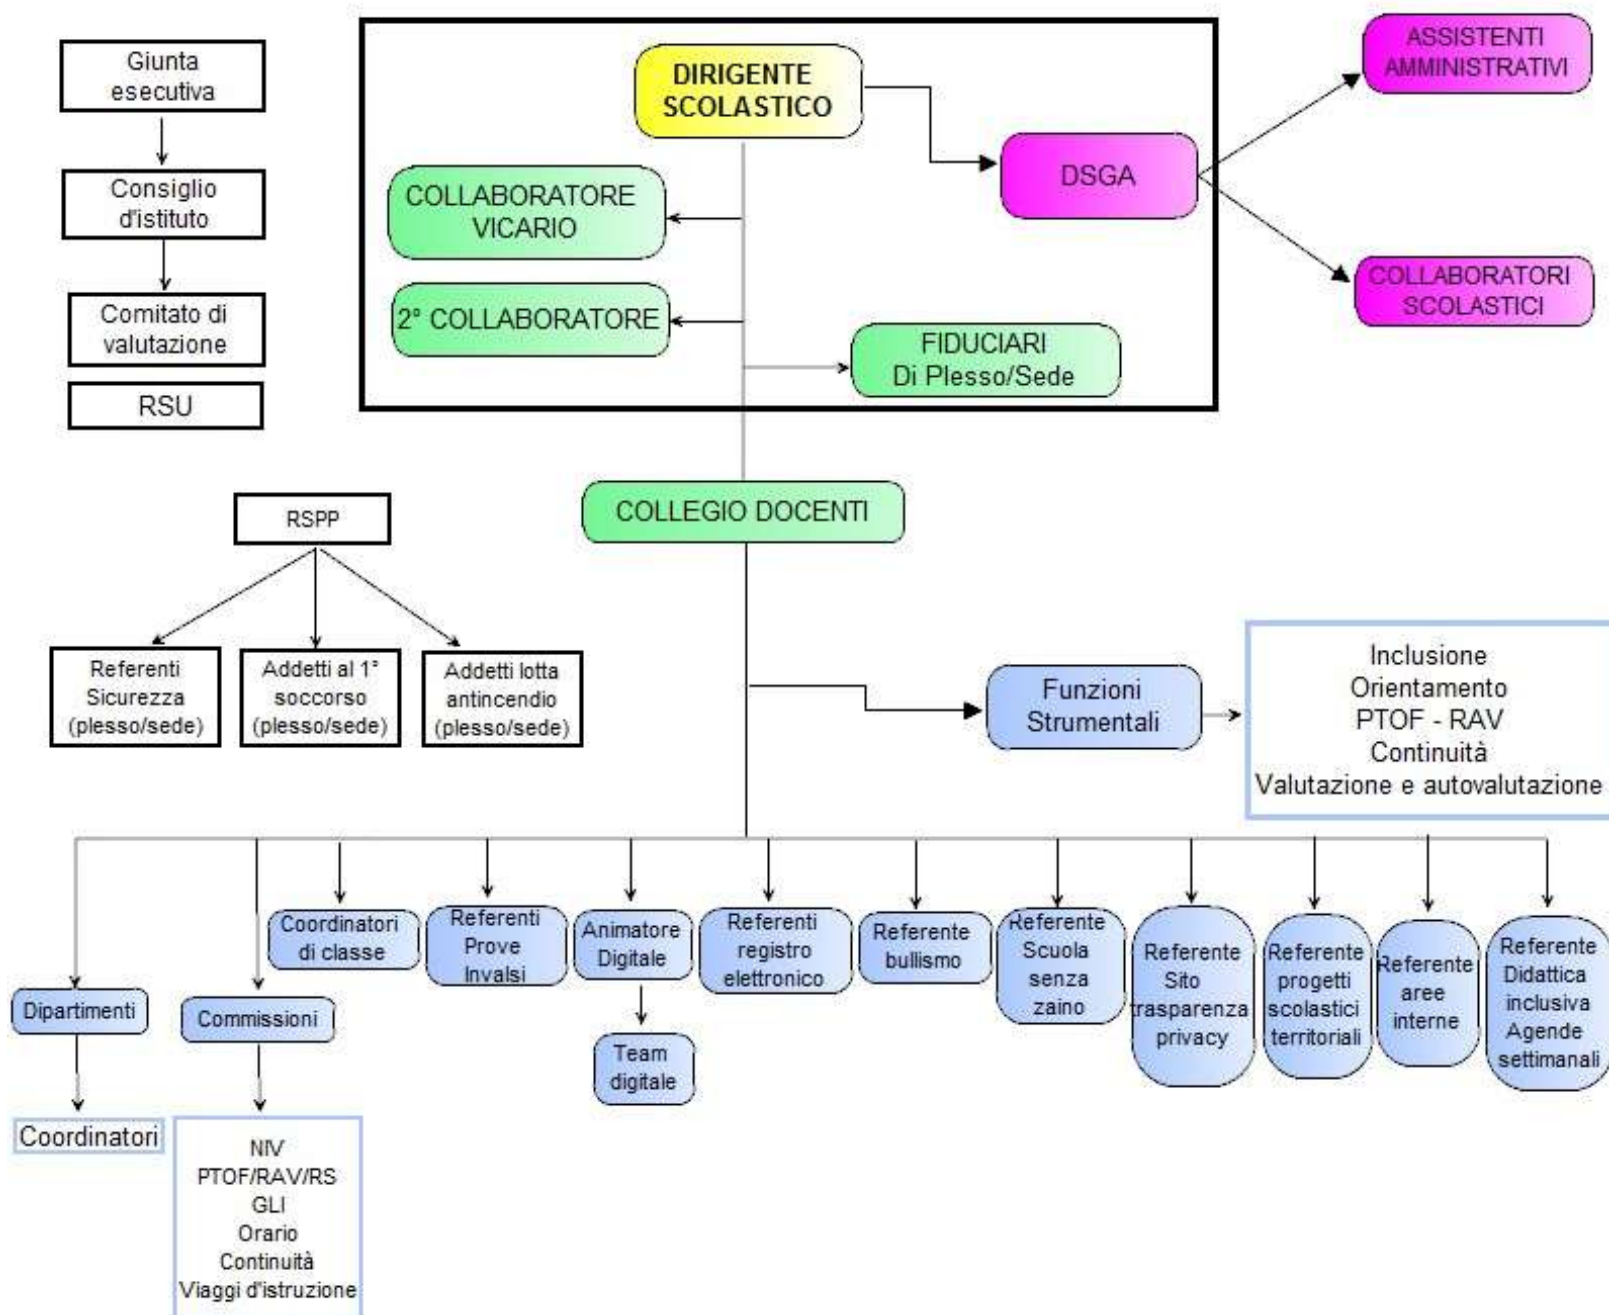 Giunta
esecutiva
Consiglio
d'istituto
Comitato di
valutazione
RSU
DIRIGENTE
SCOLASTICO
COLLABORATORE
VICARIO
2° COLLABORATORE
DSGA
FIDUCIARI
Di Plesso/Sede
ASSISTENTI
AMMINISTRATIVI
COLLABORATORI
SCOLASTICI
COLLEGIO DOCENTI
RSPP
Referenti
Sicurezza
(plesso/sede)
Addetti al 1°
soccorso
(plesso/sede)
Addetti lotta
antincendio
(plesso/sede)
Funzioni
Strumentali
Inclusione
Orientamento
PTOF - RAV
Continuità
Valutazione e autovalutazione
Dipartimenti
Coordinatori
Commissioni
NIV
PTOF/RAV/RS
GLI
Orario
Continuità
Viaggi d'istruzione
Coordinatori
di classe
Referenti
Prove
Invalsi
Animatore
Digitale
Team
digitale
Referenti
registro
elettronico
Referente
bullismo
Referente
Scuola
senza
zaino
Referente
Sito
trasparenza
privacy
Referente
progetti
scolastici
territoriali
Referente
aree
interne
Referente
Didattica
inclusiva
Agende
settimanali